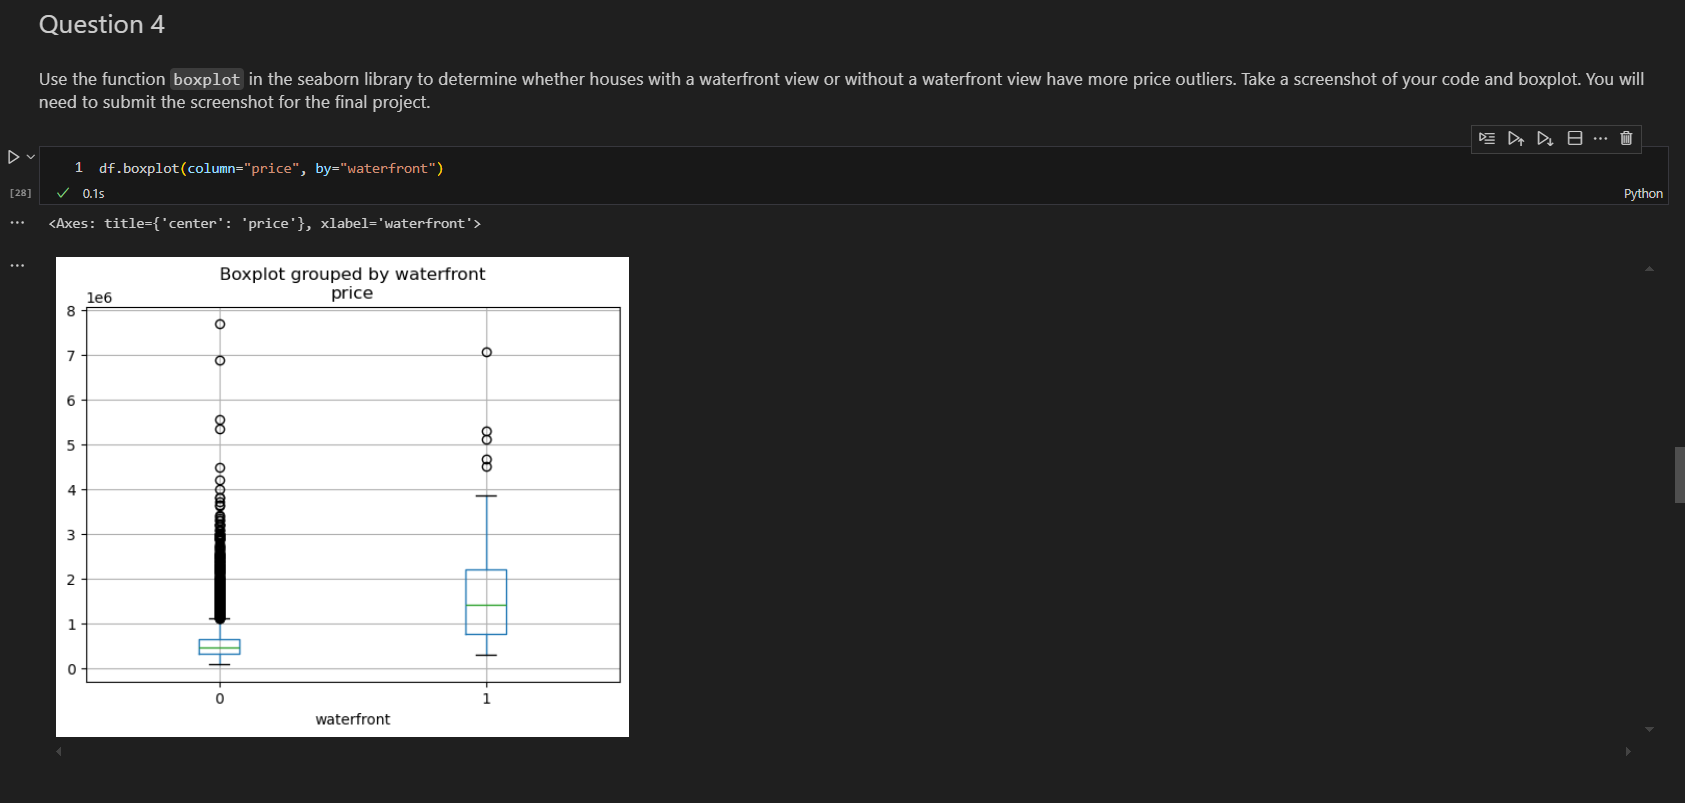 Question 4
Use the function boxplot in the seaborn library to determine whether houses with a waterfront view or without a waterfront view have more price outliers. Take a screenshot of your code and boxplot. You will
need to submit the screenshot for the final project.
1 df.boxplot(column="price", by="waterfront")
[28] 0.1s Python
<Axes: title={'center': 'price'}, xlabel='waterfront'>
Boxplot grouped by waterfront
price
1e6
8
7
6
5
4
3
2
1
0
0 1
waterfront